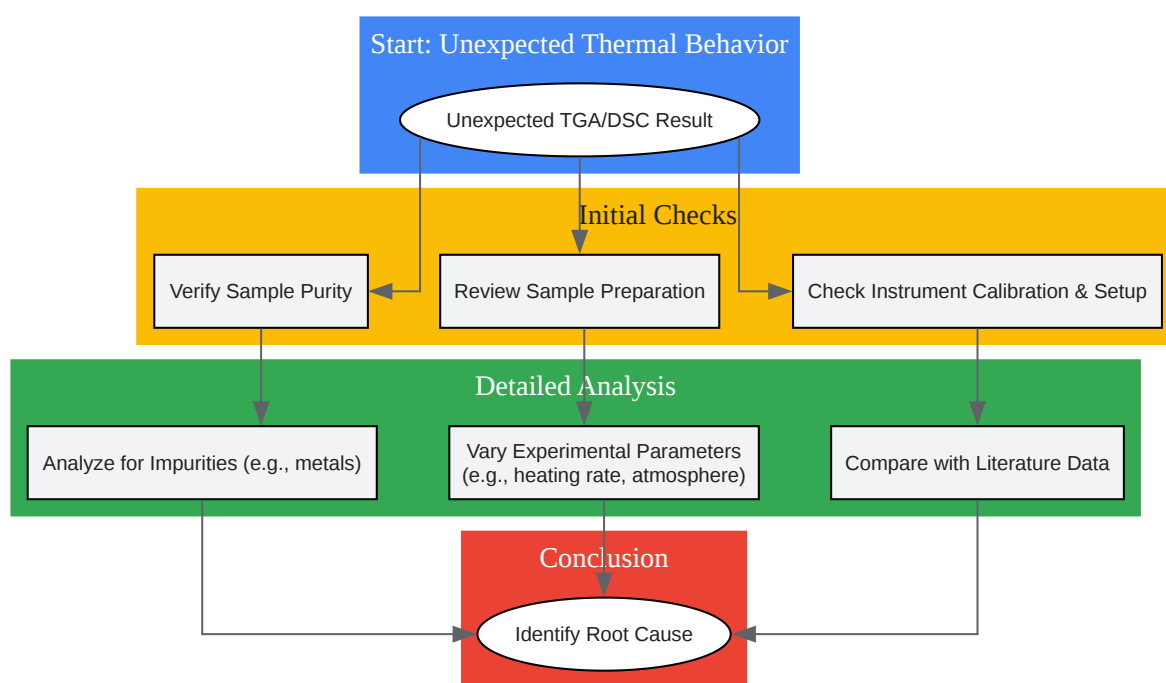 Start: Unexpected Thermal Behavior
Unexpected TGA/DSC Result
Initial Checks
Verify Sample Purity
Review Sample Preparation
Check Instrument Calibration & Setup
Detailed Analysis
Analyze for Impurities (e.g., metals)
Vary Experimental Parameters
(e.g., heating rate, atmosphere)
Compare with Literature Data
Conclusion
Identify Root Cause